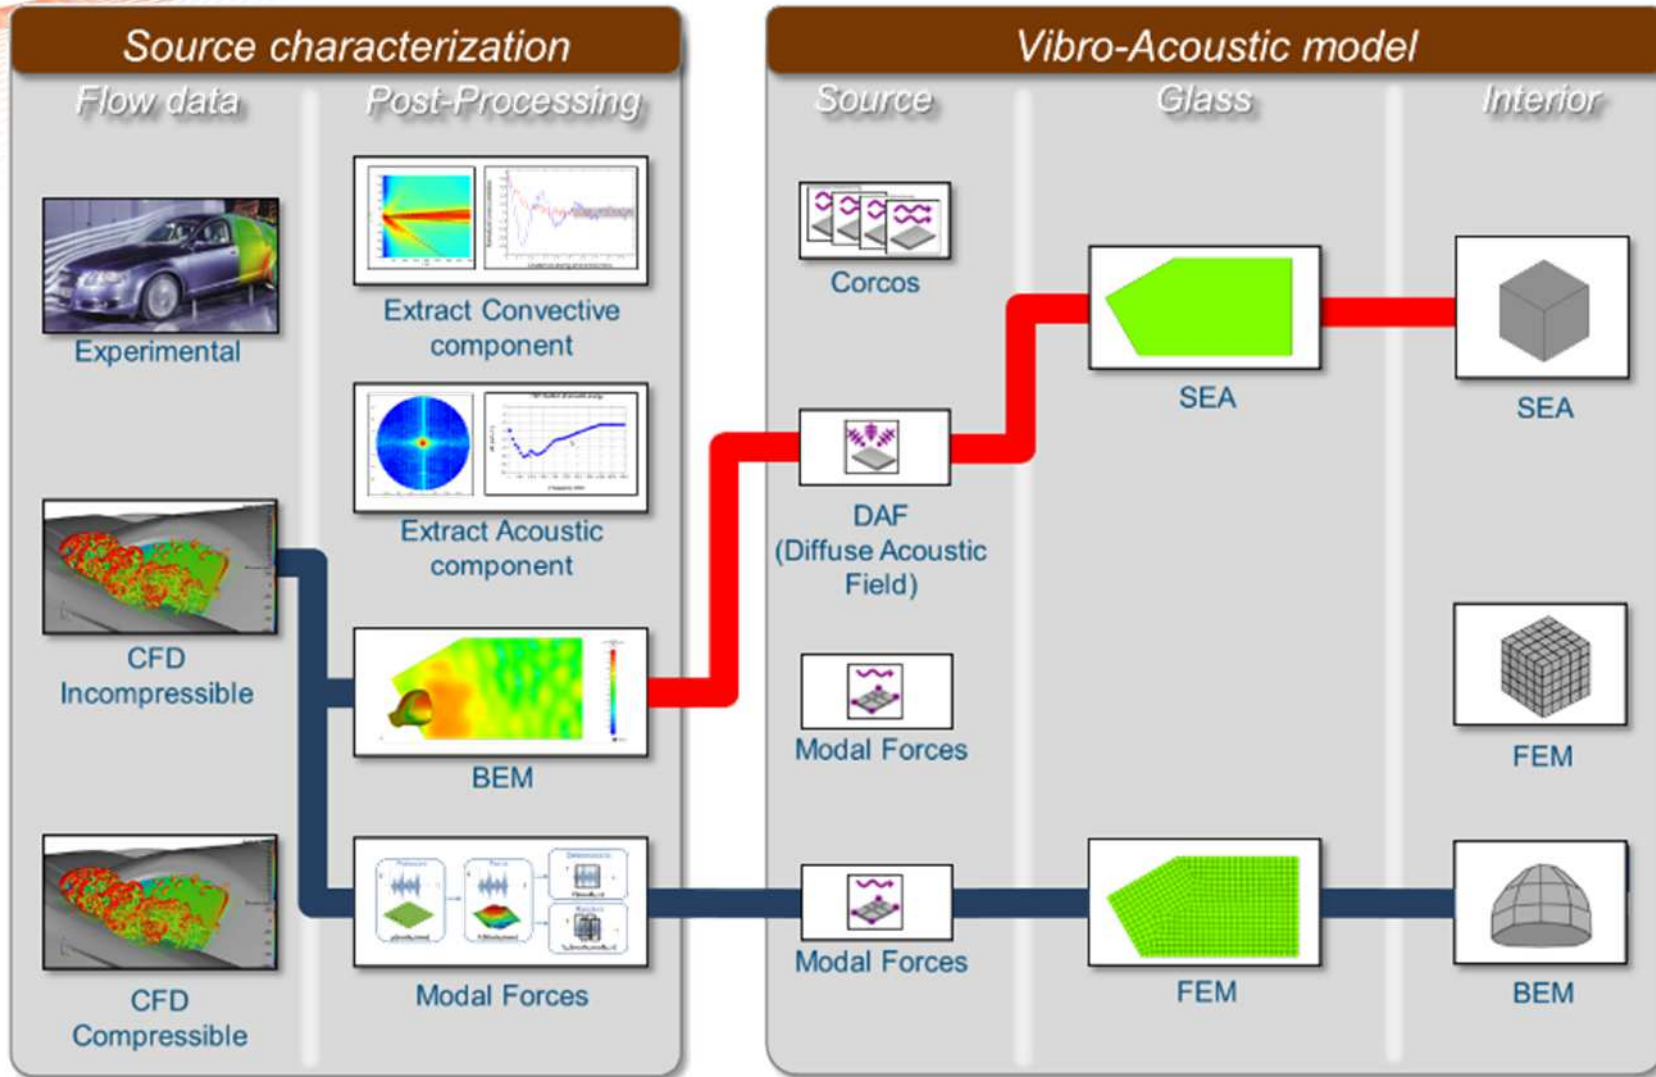 Source characterization
Flow data
Post-Processing
Experimental
CFD
Incompressible
CFD
Compressible
Extract Convective
component
Extract Acoustic
component
BEM
Modal Forces
Vibro-Acoustic model
Source
Glass
Interior
Corcos
DAF
(Diffuse Acoustic
Field)
Modal Forces
Modal Forces
SEA
FEM
SEA
FEM
BEM